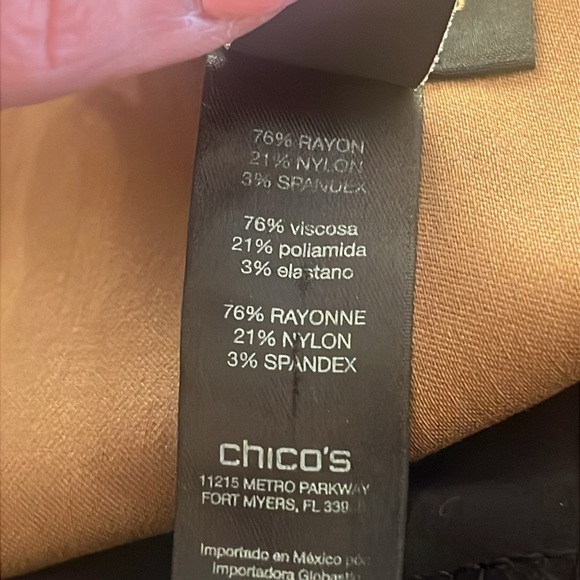 76% RAYON
21% NYLON
3% SPANDEX
76% viscosa
21% poliamida
3% elastano
76% RAYONNE
21% NYLON
3% SPANDEX
chico's
11215 METRO PARKWAY
FORT MYERS, FL
Importado en México por:
Importadora